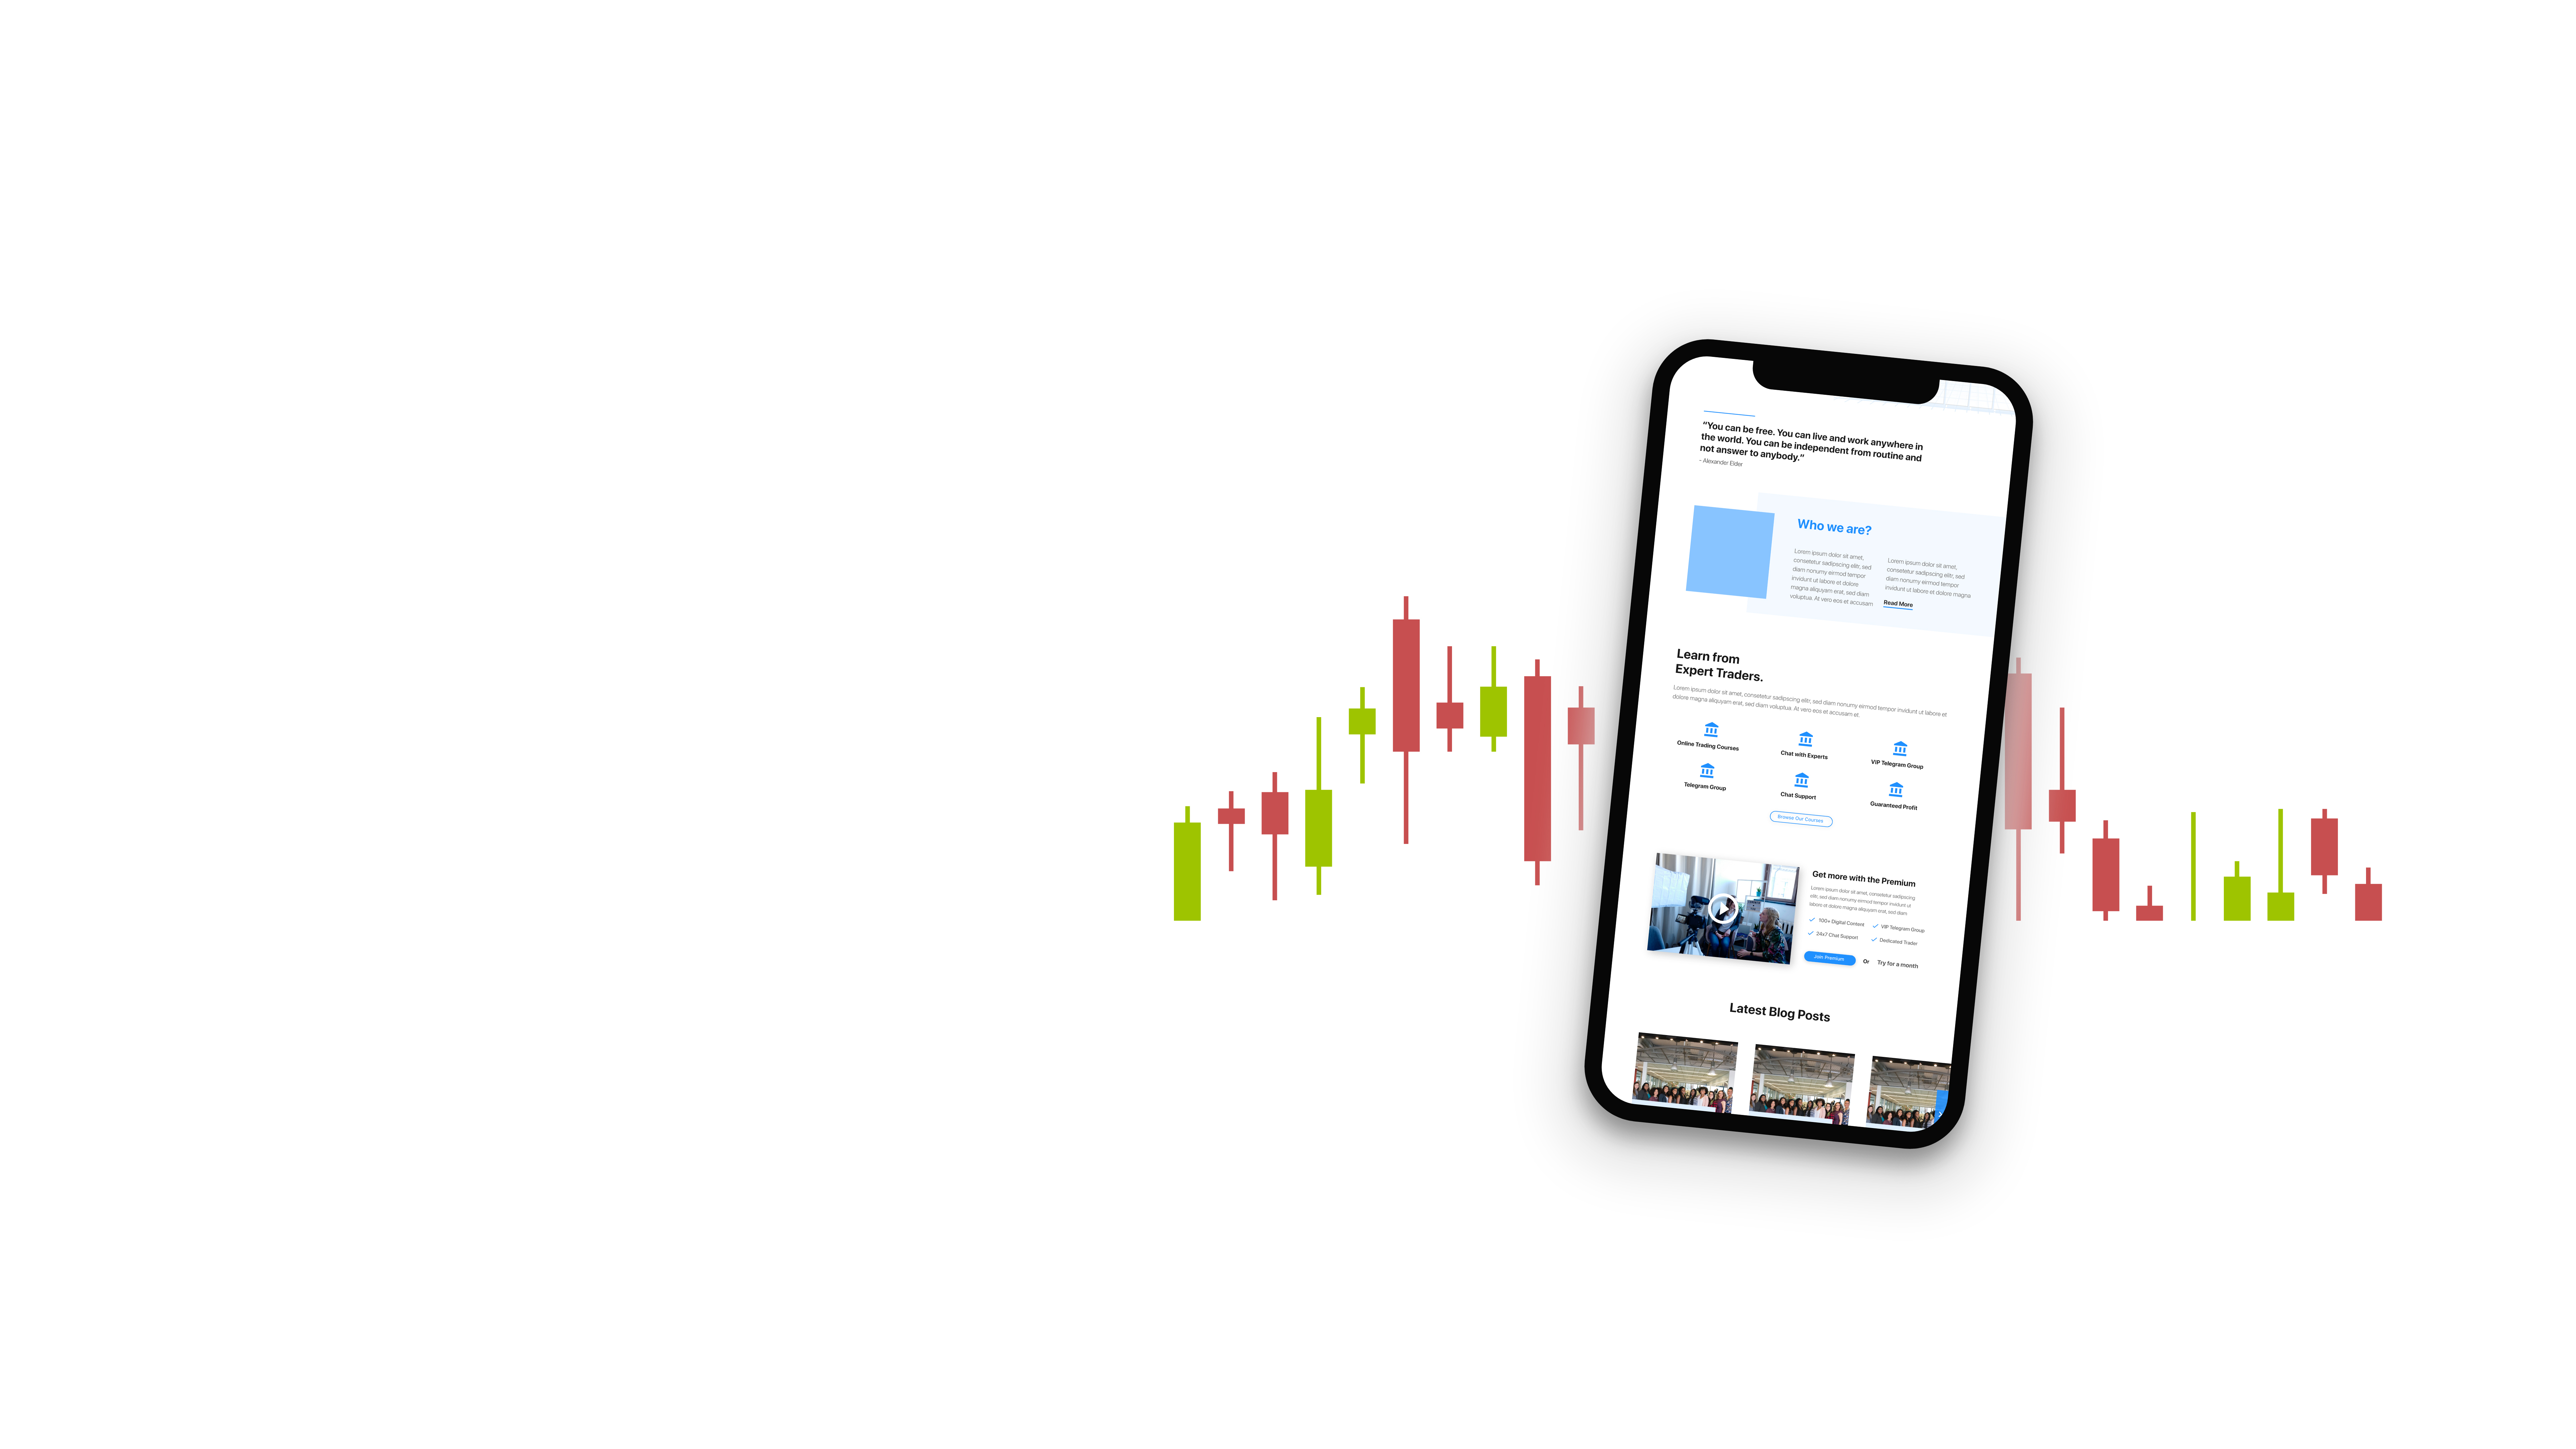 “You can be free. You can live and work anywhere in
the world. You can be independent from routine and
not answer to anybody.”
– Alexander Elder
Who we are?
Lorem ipsum dolor sit amet,
consetetur sadipscing elitr, sed
diam nonumy eirmod tempor
invidunt ut labore et dolore
magna aliquyam erat, sed diam
voluptua. At vero eos et accusam
Lorem ipsum dolor sit amet,
consetetur sadipscing elitr, sed
diam nonumy eirmod tempor
invidunt ut labore et dolore magna
Read More
Learn from
Expert Traders.
Lorem ipsum dolor sit amet, consetetur sadipscing elitr, sed diam nonumy eirmod tempor invidunt ut labore et
dolore magna aliquyam erat, sed diam voluptua. At vero eos et accusam et
Online Trading Courses
Chat with Experts
VIP Telegram Group
Telegram Group
Chat Support
Guaranteed Profit
Browse Our Courses
Get more with the Premium
Lorem ipsum dolor sit amet, consetetur sadipscing
elitr, sed diam nonumy eirmod tempor invidunt ut
labore et dolore magna aliquyam erat, sed diam
100+ Digital Content
VIP Telegram Group
24x7 Chat Support
Dedicated Trader
Join Premium
Or
Try for a month
Latest Blog Posts